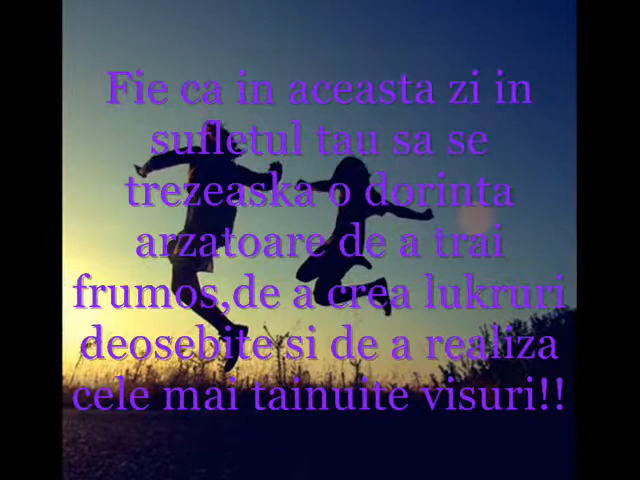 Fie ca in aceasta zi in
sufletul tau sa se
trezeaska o dorinta
arzatoare de a trai
frumos,de a crea lukruri
deosebite si de a realiza
cele mai tainuite visuri!!